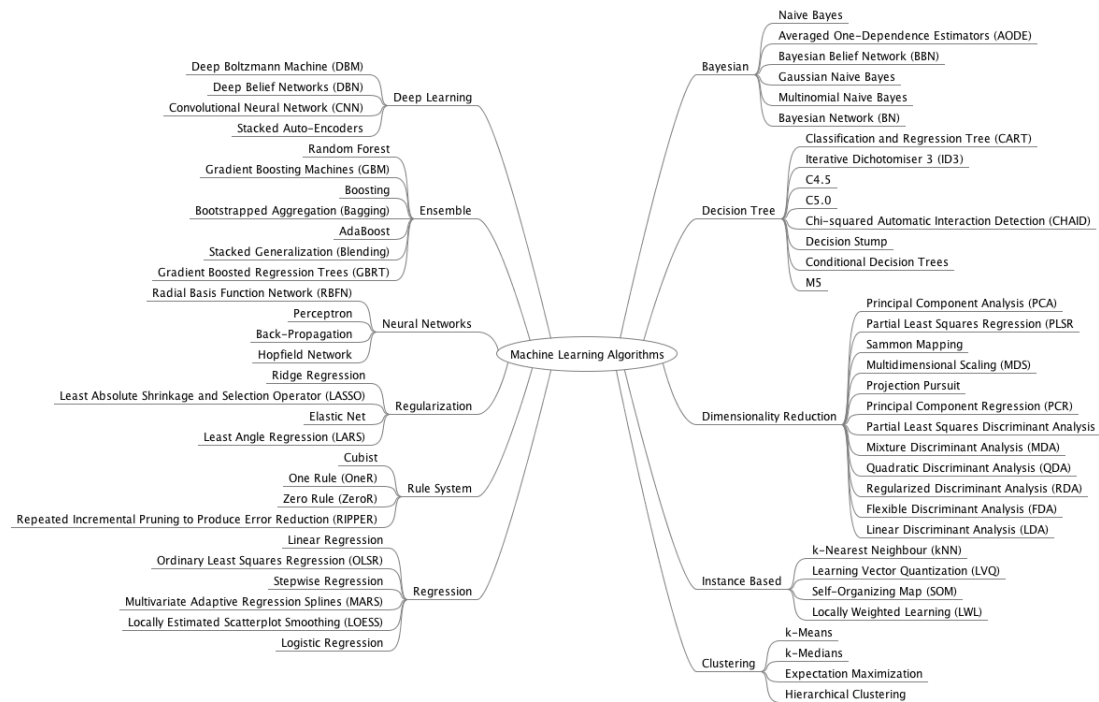 Machine Learning Algorithms
Deep Learning
Deep Boltzmann Machine (DBM)
Deep Belief Networks (DBN)
Convolutional Neural Network (CNN)
Stacked Auto-Encoders
Ensemble
Random Forest
Gradient Boosting Machines (GBM)
Boosting
Bootstrapped Aggregation (Bagging)
AdaBoost
Stacked Generalization (Blending)
Gradient Boosted Regression Trees (GBRT)
Neural Networks
Radial Basis Function Network (RBFN)
Perceptron
Back-Propagation
Hopfield Network
Regularization
Ridge Regression
Least Absolute Shrinkage and Selection Operator (LASSO)
Elastic Net
Least Angle Regression (LARS)
Rule System
Cubist
One Rule (OneR)
Zero Rule (ZeroR)
Repeated Incremental Pruning to Produce Error Reduction (RIPPER)
Regression
Linear Regression
Ordinary Least Squares Regression (OLSR)
Stepwise Regression
Multivariate Adaptive Regression Splines (MARS)
Locally Estimated Scatterplot Smoothing (LOESS)
Logistic Regression
Bayesian
Naive Bayes
Averaged One-Dependence Estimators (AODE)
Bayesian Belief Network (BBN)
Gaussian Naive Bayes
Multinomial Naive Bayes
Bayesian Network (BN)
Decision Tree
Classification and Regression Tree (CART)
Iterative Dichotomiser 3 (ID3)
C4.5
C5.0
Chi-squared Automatic Interaction Detection (CHAID)
Decision Stump
Conditional Decision Trees
M5
Dimensionality Reduction
Principal Component Analysis (PCA)
Partial Least Squares Regression (PLSR
Sammon Mapping
Multidimensional Scaling (MDS)
Projection Pursuit
Principal Component Regression (PCR)
Partial Least Squares Discriminant Analysis
Mixture Discriminant Analysis (MDA)
Quadratic Discriminant Analysis (QDA)
Regularized Discriminant Analysis (RDA)
Flexible Discriminant Analysis (FDA)
Linear Discriminant Analysis (LDA)
Instance Based
k-Nearest Neighbour (kNN)
Learning Vector Quantization (LVQ)
Self-Organizing Map (SOM)
Locally Weighted Learning (LWL)
Clustering
k-Means
k-Medians
Expectation Maximization
Hierarchical Clustering